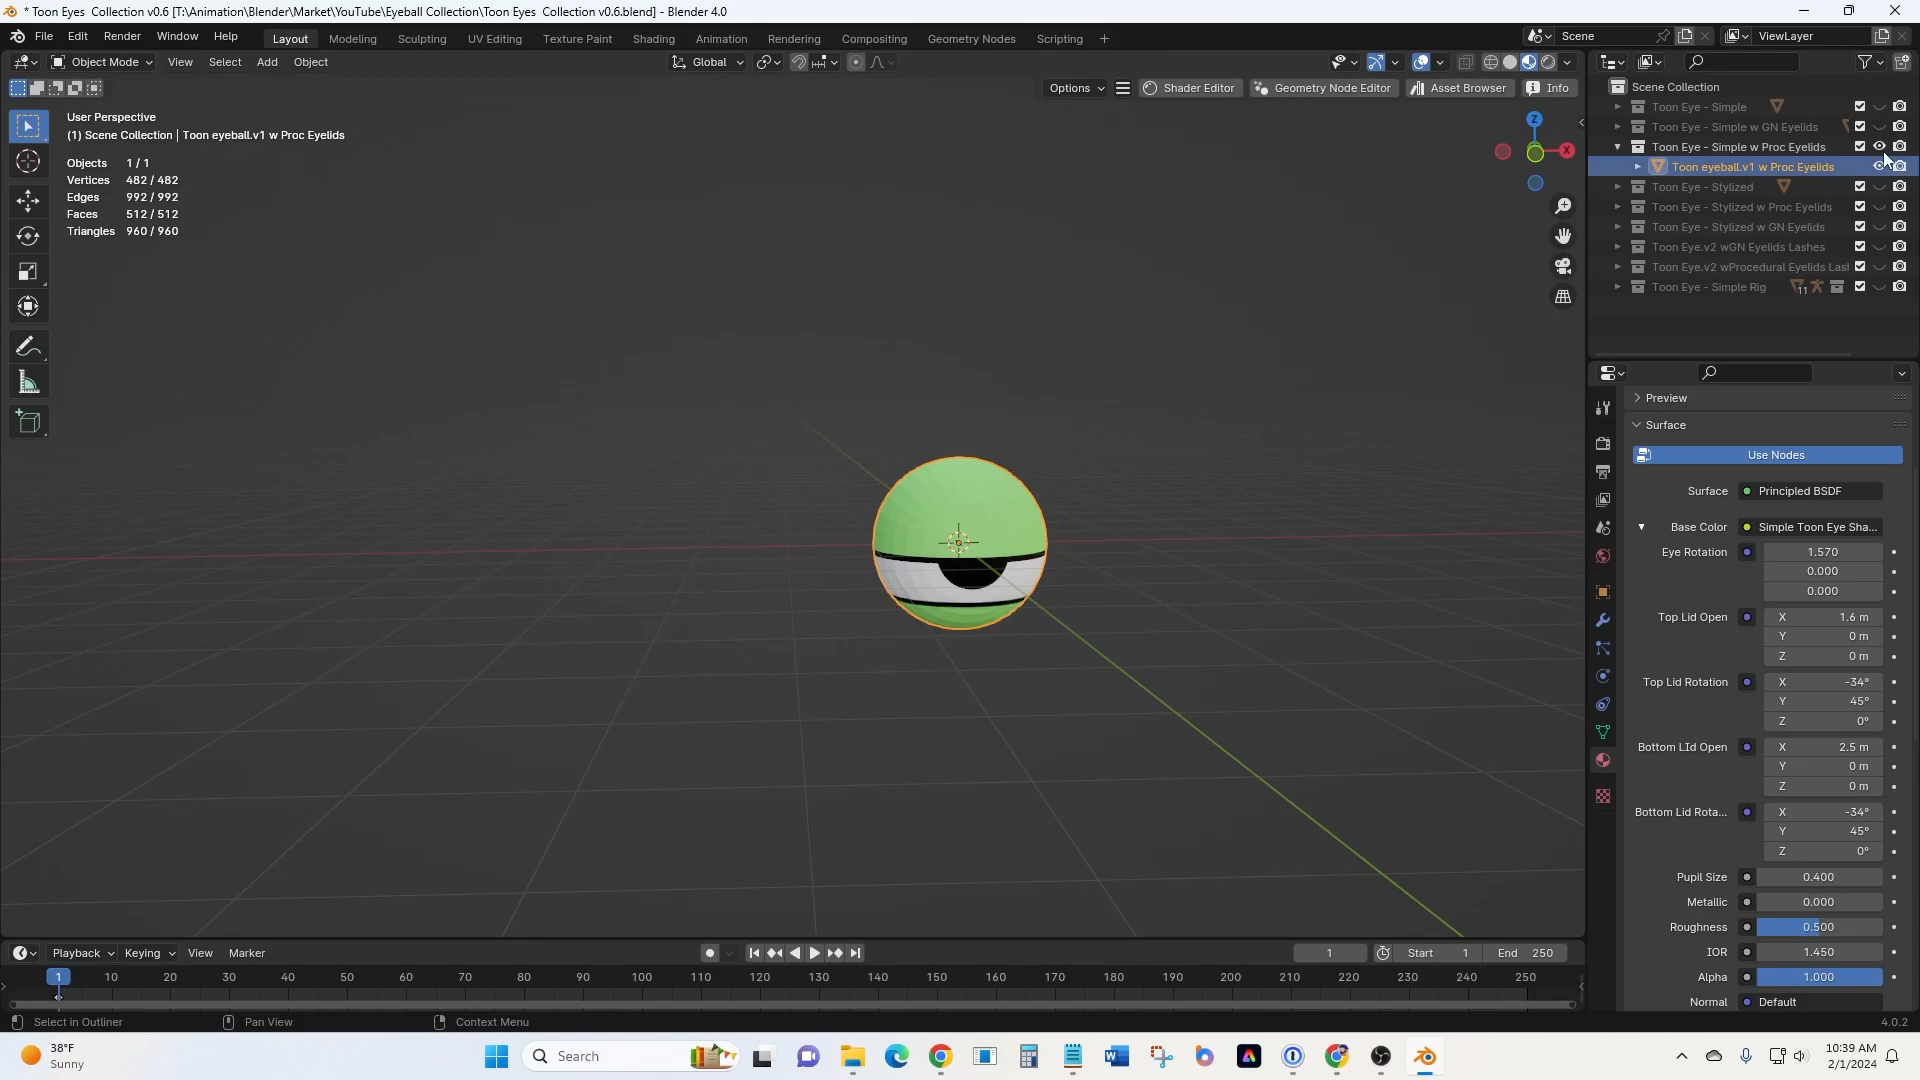 * Toon Eyes  Collection v0.6 [T:\Animation\Blender\Market\YouTube\Eyeball Collection\Toon Eyes  Collection v0.6.blend] - Blender 4.0
File Edit Render Window Help Layout Modeling Sculpting UV Editing Texture Paint Shading Animation Rendering Compositing Geometry Nodes Scripting + Scene ViewLayer
Object Mode View Select Add Object Global
Options Shader Editor Geometry Node Editor Asset Browser Info
User Perspective
(1) Scene Collection | Toon eyeball.v1 w Proc Eyelids
Objects 1 / 1
Vertices 482 / 482
Edges 992 / 992
Faces 512 / 512
Triangles 960 / 960
Z
X
Scene Collection
Toon Eye - Simple
Toon Eye - Simple w GN Eyelids
Toon Eye - Simple w Proc Eyelids
Toon eyeball.v1 w Proc Eyelids
Toon Eye - Stylized
Toon Eye - Stylized w Proc Eyelids
Toon Eye - Stylized w GN Eyelids
Toon Eye.v2 wGN Eyelids Lashes
Toon Eye.v2 wProcedural Eyelids Las
Toon Eye - Simple Rig 11
Preview
Surface
Use Nodes
Surface Principled BSDF
Base Color Simple Toon Eye Sha...
Eye Rotation 1.570
0.000
0.000
Top Lid Open X 1.6 m
Y 0 m
Z 0 m
Top Lid Rotation X -34°
Y 45°
Z 0°
Bottom LId Open X 2.5 m
Y 0 m
Z 0 m
Bottom Lid Rota... X -34°
Y 45°
Z 0°
Pupil Size 0.400
Metallic 0.000
Roughness 0.500
IOR 1.450
Alpha 1.000
Normal Default
Playback Keying View Marker 1 Start 1 End 250
1 10 20 30 40 50 60 70 80 90 100 110 120 130 140 150 160 170 180 190 200 210 220 230 240 250
Select in Outliner Pan View Context Menu 4.0.2
38°F
Sunny
Search
10:39 AM
2/1/2024